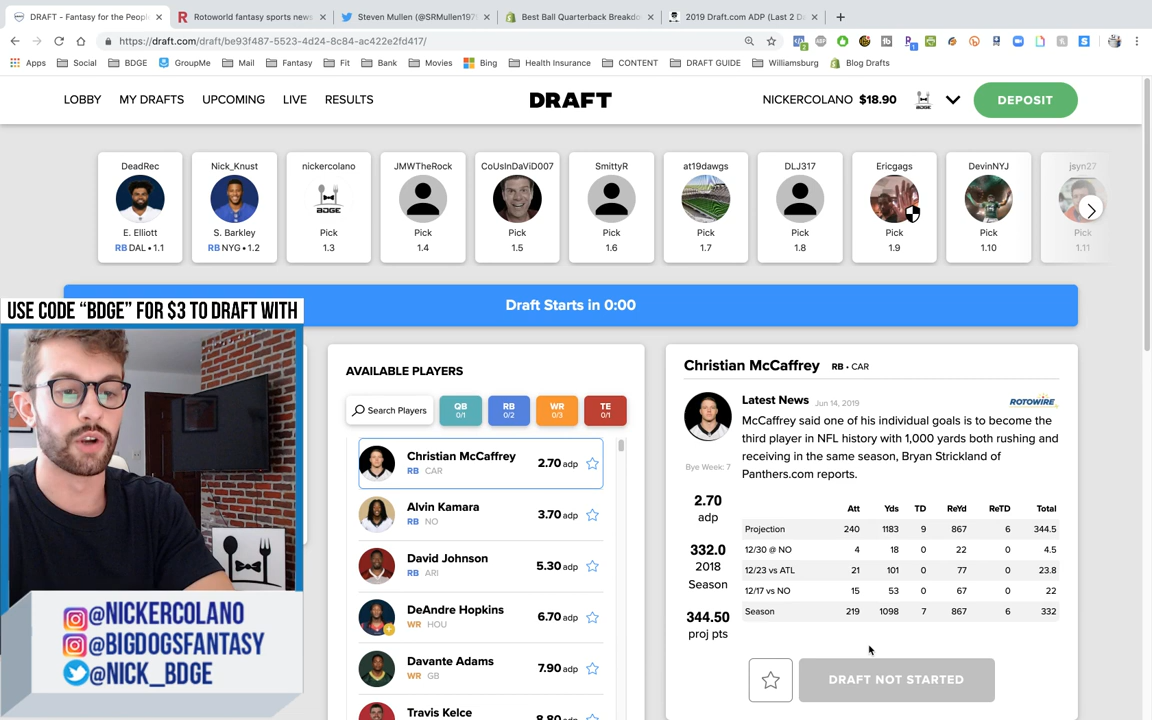 DRAFT - Fantasy for the Peopl
Rotoworld fantasy sports news
Steven Mullen (@SRMullen197
Best Ball Quarterback Breakdo
2019 Draft.com ADP (Last 2 D
https://draft.com/draft/be93f487-5523-4d24-8c84-ac422e2fd417/
Apps Social BDGE GroupMe Mail Fantasy Fit Bank Movies Bing Health Insurance CONTENT DRAFT GUIDE Williamsburg Blog Drafts
LOBBY MY DRAFTS UPCOMING LIVE RESULTS DRAFT NICKERCOLANO $18.90 DEPOSIT
DeadRec Nick_Knust nickercolano JMWTheRock CoUsInDaViD007 SmittyR at19dawgs DLJ317 Ericgags DevinNYJ jsyn27
BDGE
E. Elliott S. Barkley Pick Pick Pick Pick Pick Pick Pick Pick Pick
RB DAL • 1.1 RB NYG • 1.2 1.3 1.4 1.5 1.6 1.7 1.8 1.9 1.10 1.11
Draft Starts in 0:00
USE CODE “BDGE” FOR $3 TO DRAFT WITH
@NICKERCOLANO
@BIGDOGSFANTASY
@NICK_BDGE
AVAILABLE PLAYERS
Search Players
QB 0/1 RB 0/2 WR 0/3 TE 0/1
Christian McCaffrey 2.70 adp
RB CAR
Alvin Kamara 3.70 adp
RB NO
David Johnson 5.30 adp
RB ARI
DeAndre Hopkins 6.70 adp
WR HOU
Davante Adams 7.90 adp
WR GB
Travis Kelce 8.80 adp
Christian McCaffrey RB • CAR
Latest News Jun 14, 2019 ROTOWIRE
McCaffrey said one of his individual goals is to become the
third player in NFL history with 1,000 yards both rushing and
receiving in the same season, Bryan Strickland of
Panthers.com reports.
Bye Week: 7
2.70
adp
332.0
2018
Season
344.50
proj pts
Att Yds TD ReYd ReTD Total
Projection 240 1183 9 867 6 344.5
12/30 @ NO 4 18 0 22 0 4.5
12/23 vs ATL 21 101 0 77 0 23.8
12/17 vs NO 15 53 0 67 0 22
Season 219 1098 7 867 6 332
DRAFT NOT STARTED